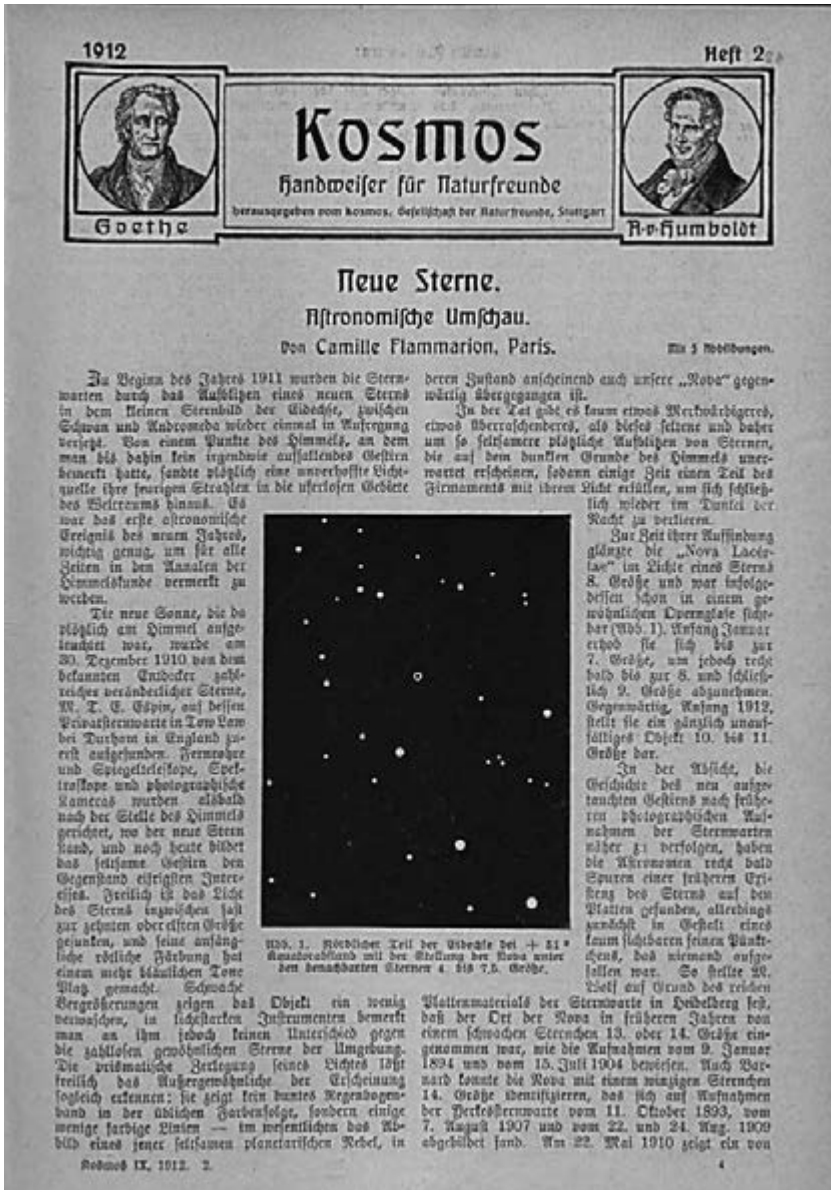 1912
Heft 2
Kosmos
Handweiser für Naturfreunde
herausgegeben vom Kosmos, Gesellschaft der Naturfreunde, Stuttgart
Goethe
A.v.Humboldt
Neue Sterne.
Astronomische Umschau.
Von Camille Flammarion, Paris.
Mit 5 Abbildungen.
Zu Beginn des Jahres 1911 wurden die Stern-
warten durch das Aufblitzen eines neuen Sterns
in dem kleinen Sternbild der Eidechse, zwischen
Schwan und Andromeda wieder einmal in Aufregung
versetzt. Von einem Punkte des Himmels, an dem
man bis dahin kein irgendwie auffallendes Gestirn
bemerkt hatte, sandte plötzlich eine unverhoffte Licht-
quelle ihre feurigen Strahlen in die uferlosen Gebiete
des Weltraums hinaus. Es
war das erste astronomische
Ereignis des neuen Jahres,
wichtig genug, um für alle
Zeiten in den Annalen der
Himmelskunde vermerkt zu
werden.
Die neue Sonne, die da
plötzlich am Himmel aufge-
leuchtet war, wurde am
30. Dezember 1910 von dem
bekannten Entdecker zahl-
reicher veränderlicher Sterne,
M. T. E. Espin, auf dessen
Privatsternwarte in Tow Law
bei Durham in England zu-
erst aufgefunden. Fernrohre
und Spiegelteleskope, Spek-
troskope und photographische
Kameras wurden alsbald
nach der Stelle des Himmels
gerichtet, wo der neue Stern
stand, und noch heute bildet
das seltsame Gestirn den
Gegenstand eifrigsten Inter-
esses. Freilich ist das Licht
des Sterns inzwischen fast
zur zehnten oder elften Größe
gesunken, und seine anfäng-
liche rötliche Färbung hat
einem mehr bläulichen Tone
Platz gemacht. Schwache
Vergrößerungen zeigen das Objekt ein wenig
verwaschen, in lichtstarken Instrumenten bemerkt
man an ihm jedoch keinen Unterschied gegen
die zahllosen gewöhnlichen Sterne der Umgebung.
Die prismatische Zerlegung seines Lichtes läßt
freilich das Außergewöhnliche der Erscheinung
sogleich erkennen: sie zeigt kein buntes Regenbogen-
band in der üblichen Farbenfolge, sondern einige
wenige farbige Linien — im wesentlichen das Ab-
bild eines jener seltsamen planetarischen Nebel, in
Abb. 1. Nördlicher Teil der Eidechse bei + 51°
Äquatorabstand mit der Stellung der Nova unter
den benachbarten Sternen 4. bis 7,5. Größe.
deren Zustand anscheinend auch unsere „Nova“ gegen-
wärtig übergegangen ist.
In der Tat gibt es kaum etwas Merkwürdigeres,
etwas Überraschenderes, als dieses seltene und daher
um so seltsamere plötzliche Aufblitzen von Sternen,
die auf dem dunklen Grunde des Himmels uner-
wartet erscheinen, sodann einige Zeit einen Teil des
Firmaments mit ihrem Licht erfüllen, um sich schließ-
lich wieder im Dunkel der
Nacht zu verlieren.
Zur Zeit ihrer Auffindung
glänzte die „Nova Lacer-
tae“ im Lichte eines Sterns
8. Größe und war infolge-
dessen schon in einem ge-
wöhnlichen Opernglase sicht-
bar (Abb. 1). Anfang Januar
erhob sie sich bis zur
7. Größe, um jedoch recht
bald bis zur 8. und schließ-
lich 9. Größe abzunehmen.
Gegenwärtig, Anfang 1912,
stellt sie ein gänzlich unauf-
fälliges Objekt 10. bis 11.
Größe dar.
In der Absicht, die
Geschichte des neu aufge-
tauchten Gestirns nach frühe-
ren photographischen Auf-
nahmen der Sternwarten
näher zu verfolgen, haben
die Astronomen recht bald
Spuren einer früheren Exi-
stenz des Sterns auf den
Platten gefunden, allerdings
zunächst in Gestalt eines
kaum sichtbaren feinen Pünkt-
chens, das niemand aufge-
fallen war. So stellte M.
Wolf auf Grund des reichen
Plattenmaterials der Sternwarte in Heidelberg fest,
daß der Ort der Nova in früheren Jahren von
einem schwachen Sternchen 13. oder 14. Größe ein-
genommen war, wie die Aufnahmen vom 9. Januar
1894 und vom 15. Juli 1904 beweisen. Auch Bar-
nard konnte die Nova mit einem winzigen Sternchen
14. Größe identifizieren, das sich auf Aufnahmen
der Yerkessternwarte vom 11. Oktober 1893, vom
7. August 1907 und vom 22. und 24. Aug. 1909
abgebildet fand. Am 22. Mai 1910 zeigt ein von
Kosmos IX, 1912. 2.
4